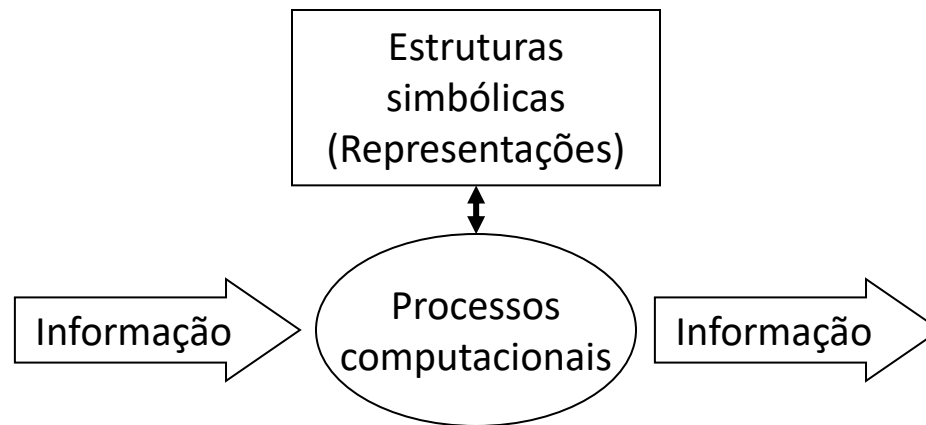 Estruturas
simbólicas
(Representações)
Informação
Processos
computacionais
Informação